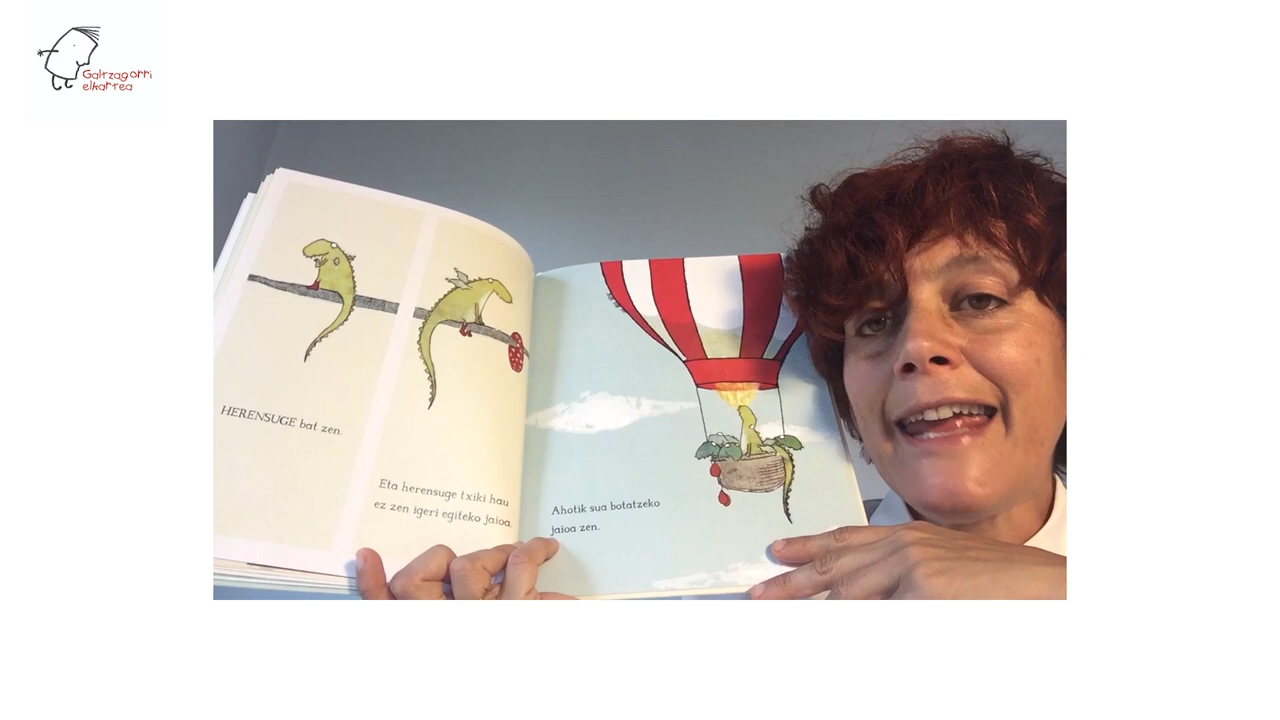 Galtzagorri
elkartea
HERENSUGE bat zen.
Eta herensuge txiki hau
ez zen igeri egiteko jaioa.
Ahotik sua botatzeko
jaioa zen.